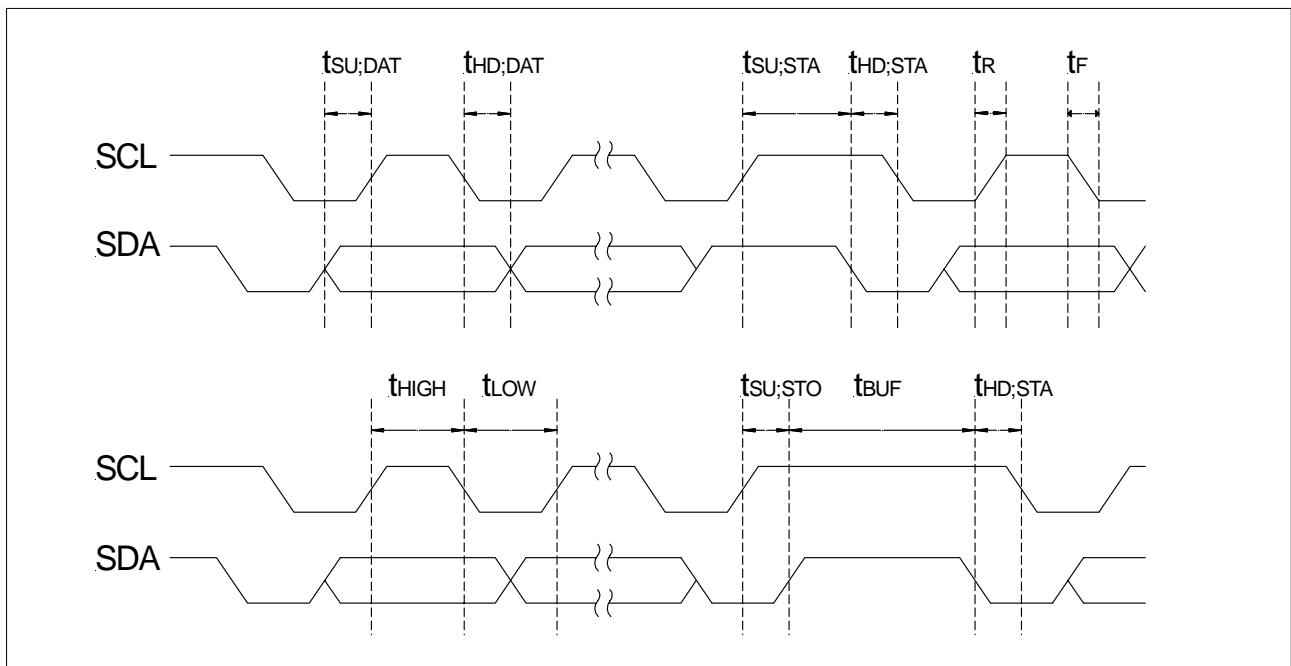 tSU;DAT tHD;DAT tSU;STA tHD;STA tR tF
SCL
SDA
tHIGH tLOW tSU;STO tBUF tHD;STA
SCL
SDA